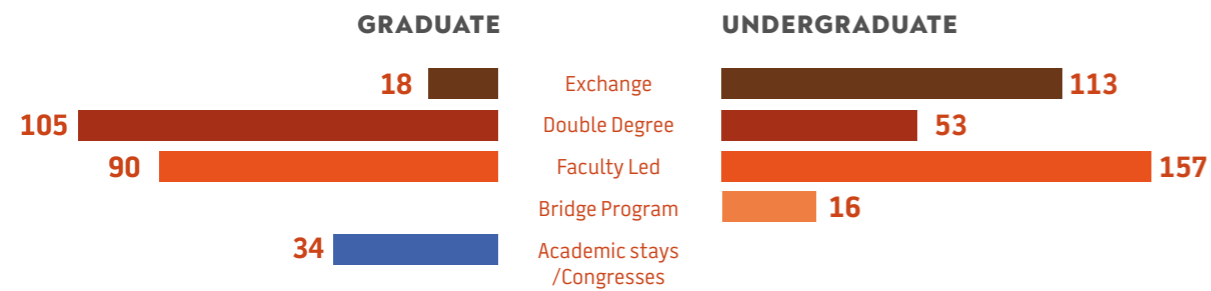 GRADUATE UNDERGRADUATE
18 Exchange 113
105 Double Degree 53
90 Faculty Led 157
Bridge Program 16
34 Academic stays
/Congresses